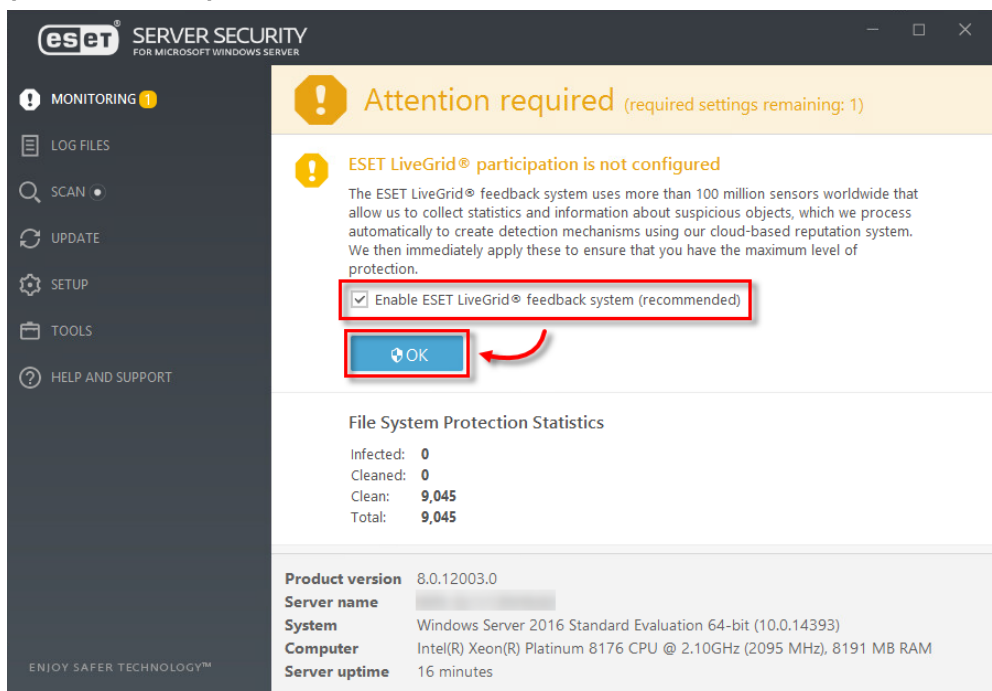 eset® SERVER SECURITY
FOR MICROSOFT WINDOWS SERVER
MONITORING 1
LOG FILES
SCAN
UPDATE
SETUP
TOOLS
HELP AND SUPPORT
ENJOY SAFER TECHNOLOGY™
Attention required (required settings remaining: 1)
ESET LiveGrid® participation is not configured
The ESET LiveGrid® feedback system uses more than 100 million sensors worldwide that
allow us to collect statistics and information about suspicious objects, which we process
automatically to create detection mechanisms using our cloud-based reputation system.
We then immediately apply these to ensure that you have the maximum level of
protection.
Enable ESET LiveGrid® feedback system (recommended)
OK
File System Protection Statistics
Infected: 0
Cleaned: 0
Clean: 9,045
Total: 9,045
Product version 8.0.12003.0
Server name
System Windows Server 2016 Standard Evaluation 64-bit (10.0.14393)
Computer Intel(R) Xeon(R) Platinum 8176 CPU @ 2.10GHz (2095 MHz), 8191 MB RAM
Server uptime 16 minutes